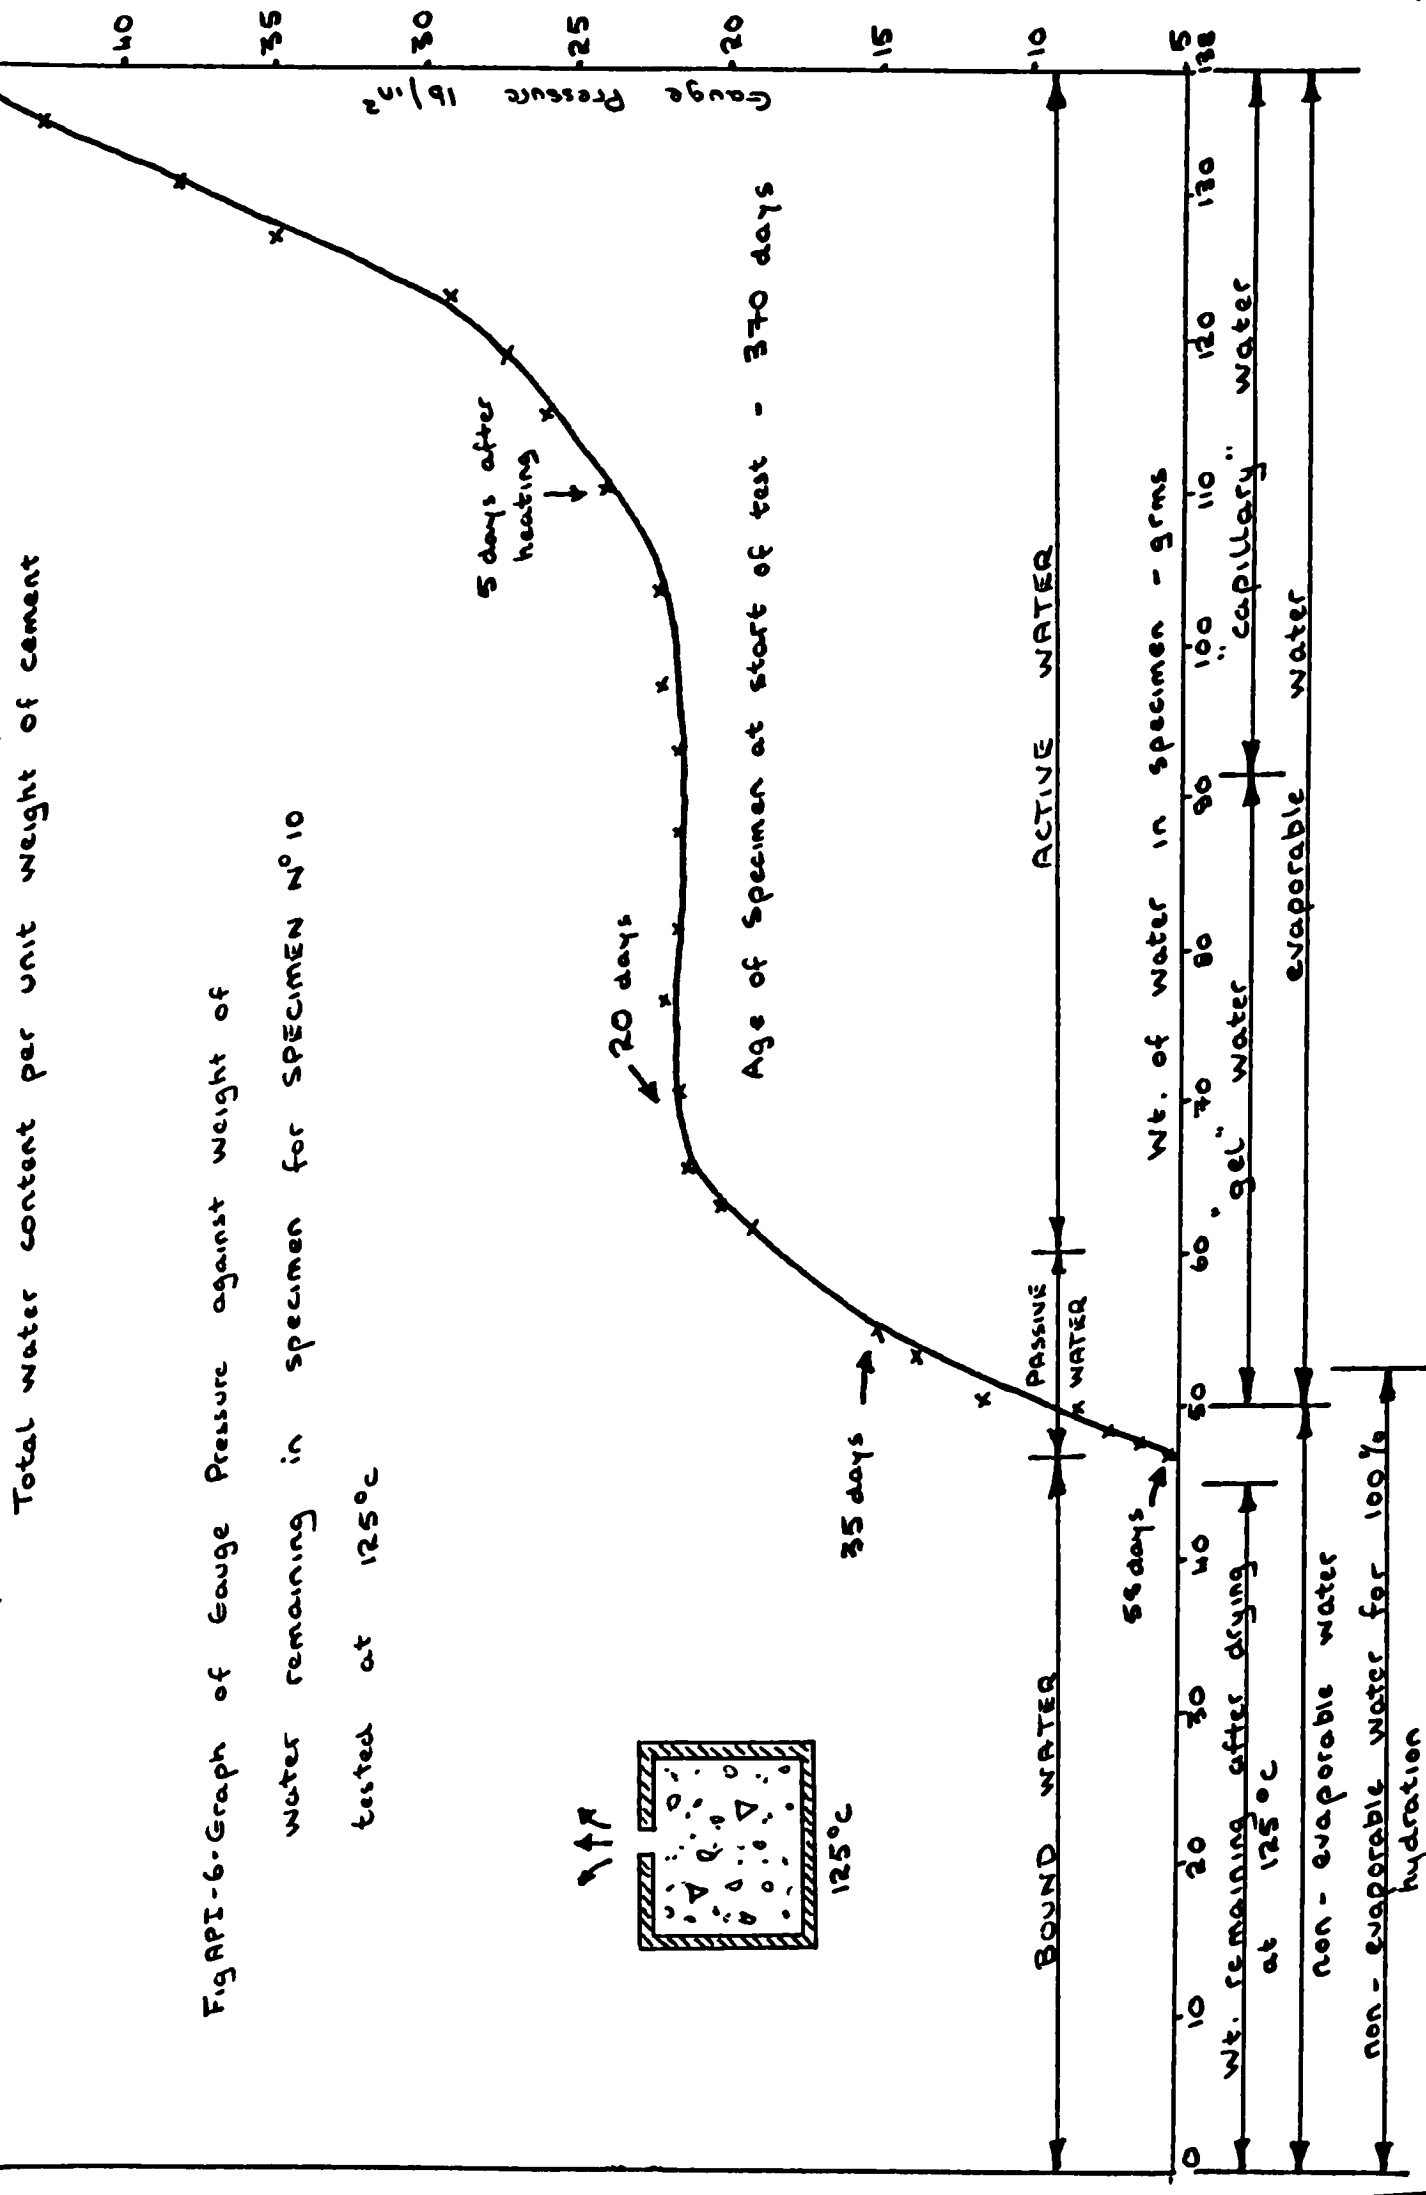 Total water content per unit weight of cement
Fig API-6-Graph of Gauge Pressure against weight of
water remaining in specimen for SPECIMEN Nº 10
tested at 125°C
5 days after
heating
20 days
35 days
58 days
Age of Specimen at start of test - 370 days
125°C
Gauge Pressure lb/in²
40
35
30
25
20
15
10
5
BOUND WATER
PASSIVE
WATER
ACTIVE WATER
Wt. of water in specimen - grms
0 10 20 30 40 50 60 70 80 90 100 110 120 130 138
Wt. remaining after drying
at 125°C
"gel" water
"capillary" water
non-evaporable water
evaporable water
non-evaporable water for 100%
hydration